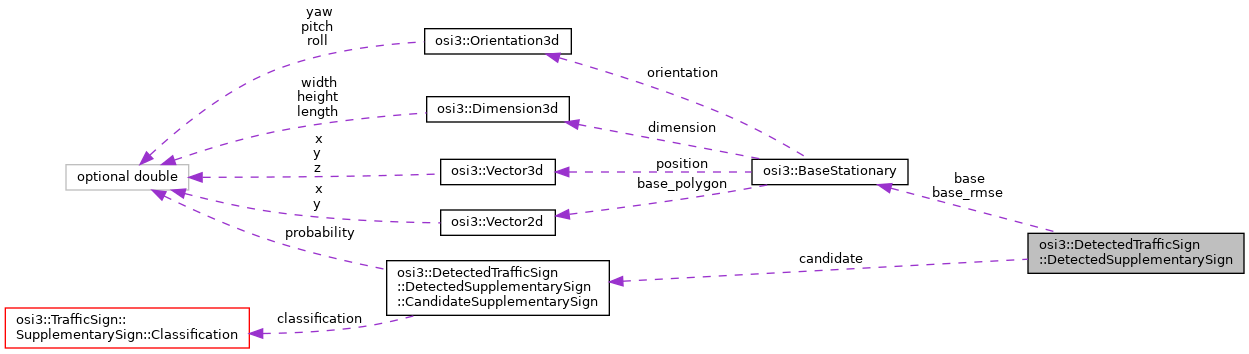 yaw
pitch
roll
osi3::Orientation3d
orientation
width
height
length
osi3::Dimension3d
dimension
x
y
z
osi3::Vector3d
position
optional double
osi3::BaseStationary
base_polygon
base
base_rmse
x
y
osi3::Vector2d
probability
osi3::DetectedTrafficSign
::DetectedSupplementarySign
candidate
osi3::DetectedTrafficSign
::DetectedSupplementarySign
::CandidateSupplementarySign
classification
osi3::TrafficSign::
SupplementarySign::Classification